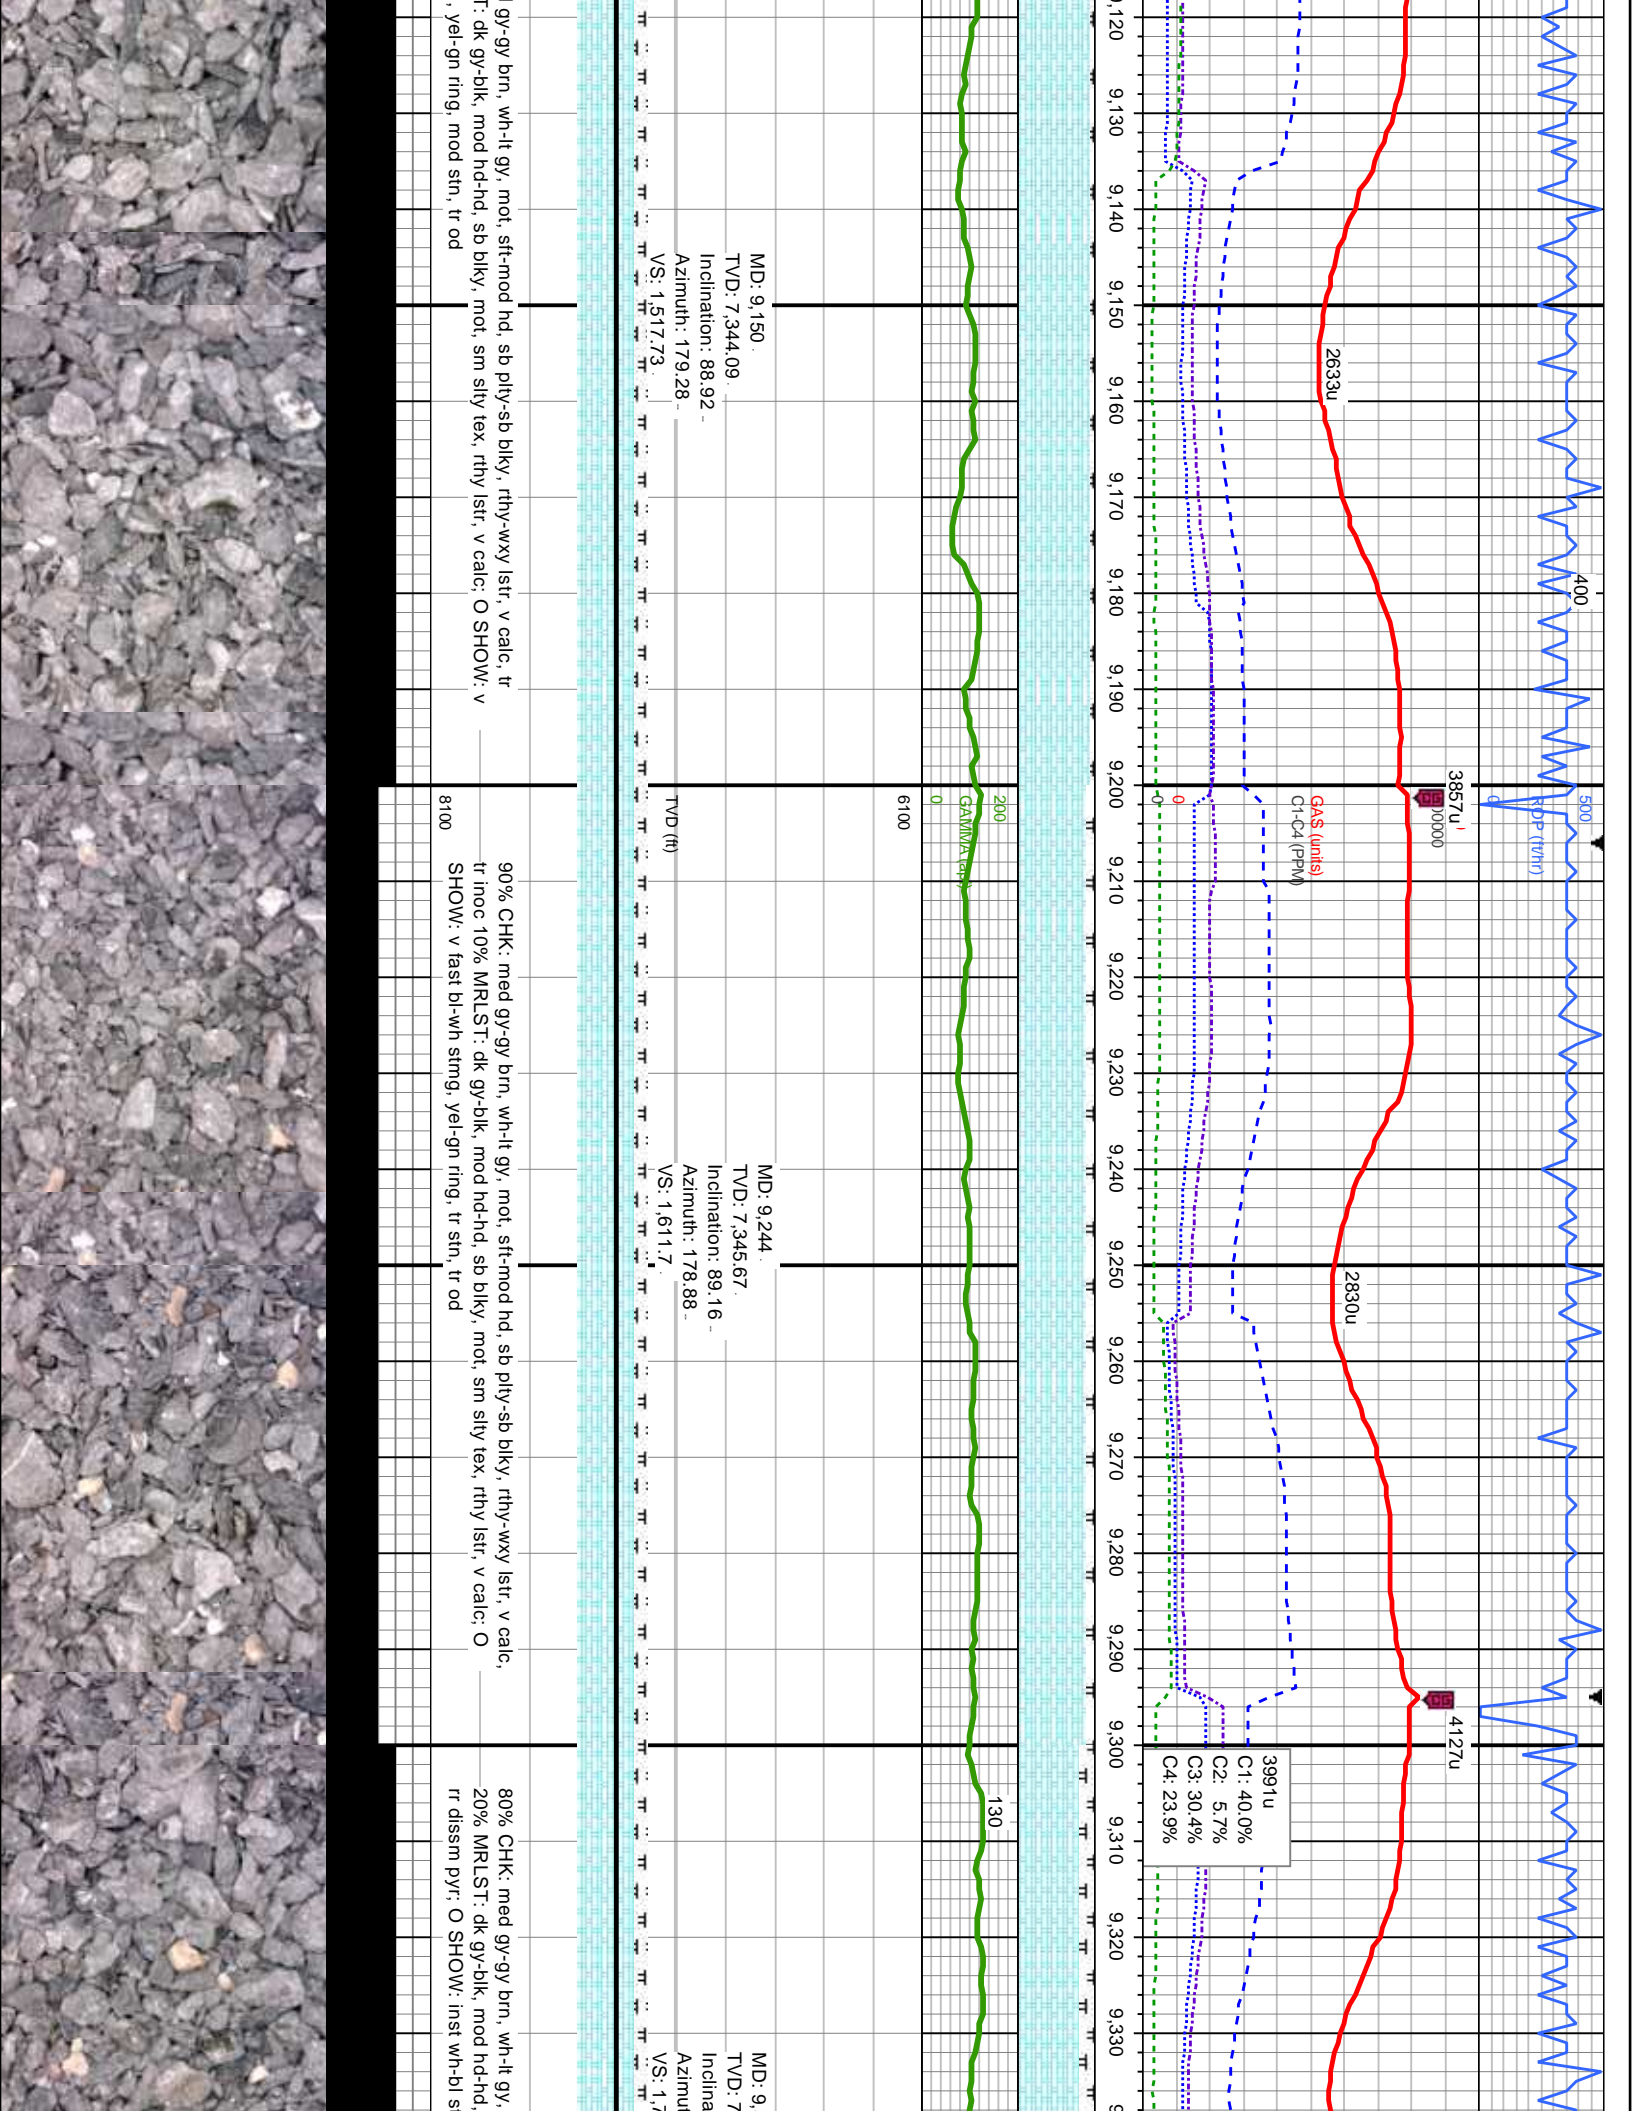 500
ROP (ft/hr)
400
3857u
4127u
GAS (units)
C1-C4 (PPM)
0
0
2633u
2830u
3991u
C1: 40.0%
C2: 5.7%
C3: 30.4%
C4: 23.9%
9,130
9,140
9,150
9,160
9,170
9,180
9,190
9,200
9,210
9,220
9,230
9,240
9,250
9,260
9,270
9,280
9,290
9,300
9,310
9,320
9,330
200
0
130
6100
TVD (ft)
8100
MD: 9,150
TVD: 7,344.09
Inclination: 88.92
Azimuth: 179.28
VS: 1,517.73
MD: 9,244
TVD: 7,345.67
Inclination: 89.16
Azimuth: 178.88
VS: 1,611.7
MD: 9,
TVD: 7
Inclina
Azimut
VS: 1,7
gy-gy brn, wh-lt gy, mot, sft-mod hd, sb plty-sb blky, rthy-wxy lstr, v calc, tr
T: dk gy-blk, mod hd-hd, sb blky, mot, sm slty tex, rthy lstr, v calc; O SHOW: v
, yel-gn ring, mod stn, tr od
90% CHK: med gy-gy brn, wh-lt gy, mot, sft-mod hd, sb plty-sb blky, rthy-wxy lstr, v calc,
tr inoc 10% MRLST: dk gy-blk, mod hd-hd, sb blky, mot, sm slty tex, rthy lstr, v calc; O
SHOW: v fast bl-wh stmg, yel-gn ring, tr stn, tr od
80% CHK: med gy-gy brn, wh-lt gy,
20% MRLST: dk gy-blk, mod hd-hd,
rr dissm pyr; O SHOW: inst wh-bl st